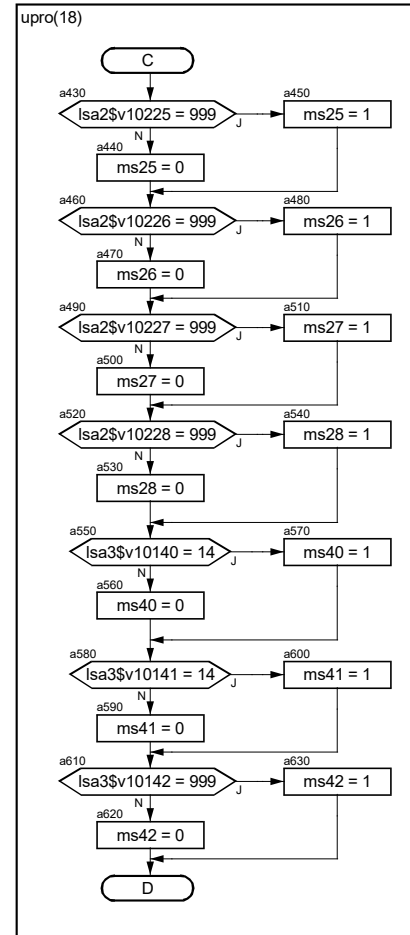 upro(18)
C
a430
lsa2$v10225 = 999
J
a450
ms25 = 1
N
a440
ms25 = 0
a460
lsa2$v10226 = 999
J
a480
ms26 = 1
N
a470
ms26 = 0
a490
lsa2$v10227 = 999
J
a510
ms27 = 1
N
a500
ms27 = 0
a520
lsa2$v10228 = 999
J
a540
ms28 = 1
N
a530
ms28 = 0
a550
lsa3$v10140 = 14
J
a570
ms40 = 1
N
a560
ms40 = 0
a580
lsa3$v10141 = 14
J
a600
ms41 = 1
N
a590
ms41 = 0
a610
lsa3$v10142 = 999
J
a630
ms42 = 1
N
a620
ms42 = 0
D